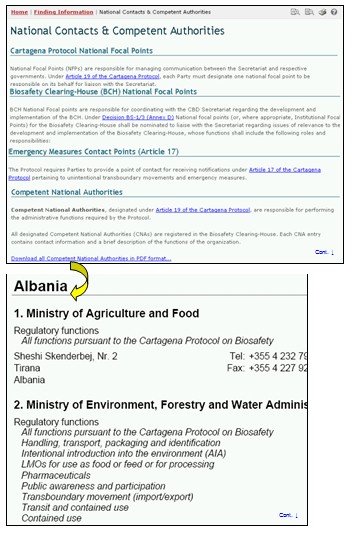 Home | Finding Information | National Contacts & Competent Authorities
National Contacts & Competent Authorities
Cartagena Protocol National Focal Points
National Focal Points (NFPs) are responsible for managing communication between the Secretariat and respective
governments. Under Article 19 of the Cartagena Protocol, each Party must designate one national focal point to be
responsible on its behalf for liaison with the Secretariat.
Biosafety Clearing-House (BCH) National Focal Points
BCH National Focal Points are responsible for coordinating with the CBD Secretariat regarding the development and
implementation of the BCH. Under Decision BS-1/3 (Annex D) National focal points (or, where appropriate, Institutional Focal
Points) for the Biosafety Clearing-House shall be nominated to liaise with the Secretariat regarding issues of relevance to the
development and implementation of the Biosafety Clearing-House, whose functions shall include the following roles and
responsibilities:
Emergency Measures Contact Points (Article 17)
The Protocol requires Parties to provide a point of contact for receiving notifications under Article 17 of the Cartagena
Protocol pertaining to unintentional transboundary movements and emergency measures.
Competent National Authorities
Competent National Authorities, designated under Article 19 of the Cartagena Protocol, are responsible for performing
the administrative functions required by the Protocol.
All designated Competent National Authorities (CNAs) are registered in the Biosafety Clearing-House. Each CNA entry
contains contact information and a brief description of the functions of the organization.
Cont. ↓
Download all Competent National Authorities in PDF format...
Albania
1. Ministry of Agriculture and Food
Regulatory functions
All functions pursuant to the Cartagena Protocol on Biosafety
Sheshi Skenderbej, Nr. 2 Tel: +355 4 232 79
Tirana Fax: +355 4 227 92
Albania
2. Ministry of Environment, Forestry and Water Adminis
Regulatory functions
All functions pursuant to the Cartagena Protocol on Biosafety
Handling, transport, packaging and identification
Intentional introduction into the environment (AIA)
LMOs for use as food or feed or for processing
Pharmaceuticals
Public awareness and participation
Transboundary movement (import/export)
Transit and contained use
Contained use
Cont. ↓